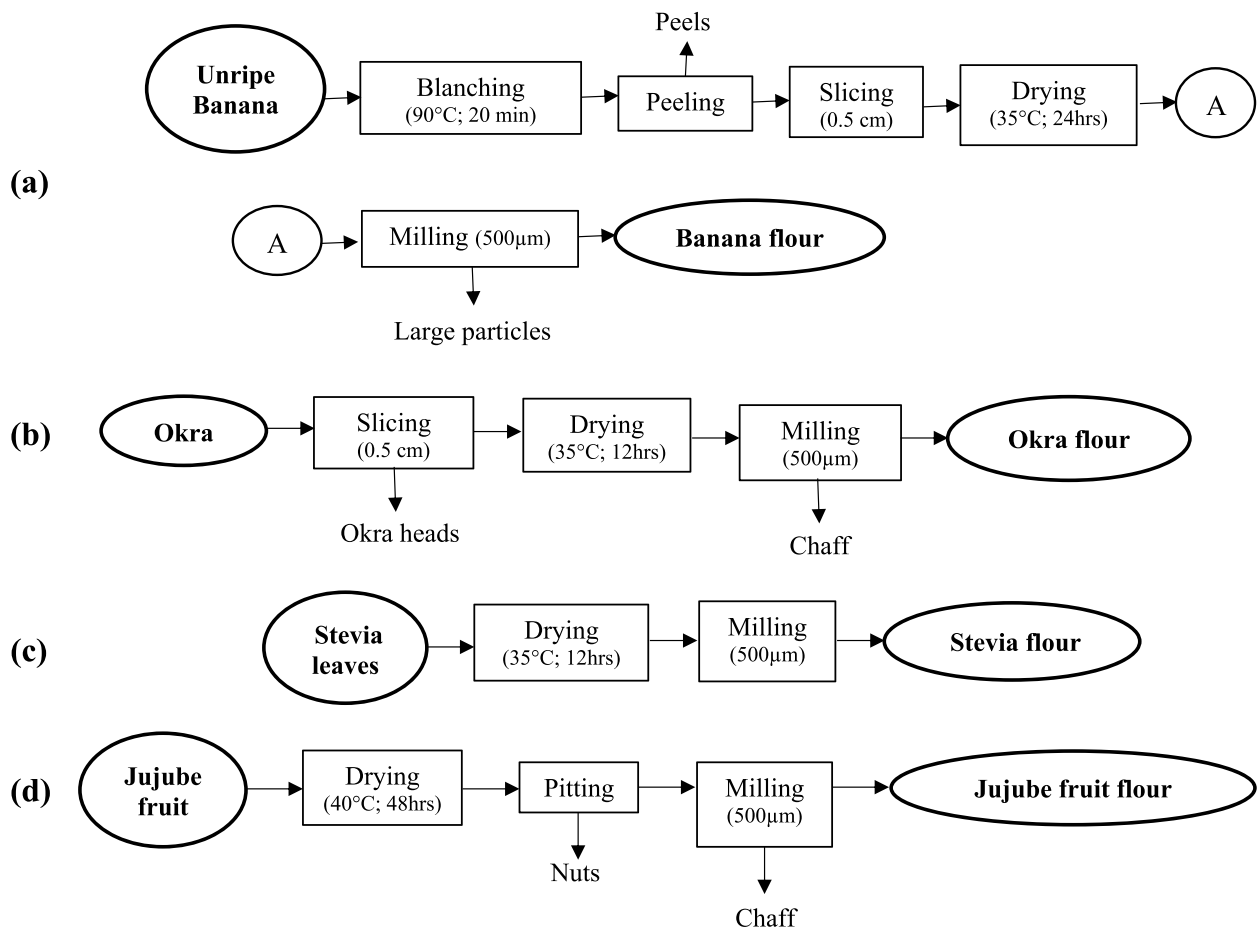 Peels
Unripe
Banana
Blanching
(90°C; 20 min)
Peeling
Slicing
(0.5 cm)
Drying
(35°C; 24hrs)
A
(a)
A
Milling (500µm)
Banana flour
Large particles
(b)
Okra
Slicing
(0.5 cm)
Drying
(35°C; 12hrs)
Milling
(500µm)
Okra flour
Okra heads
Chaff
(c)
Stevia
leaves
Drying
(35°C; 12hrs)
Milling
(500µm)
Stevia flour
(d)
Jujube
fruit
Drying
(40°C; 48hrs)
Pitting
Milling
(500µm)
Jujube fruit flour
Nuts
Chaff